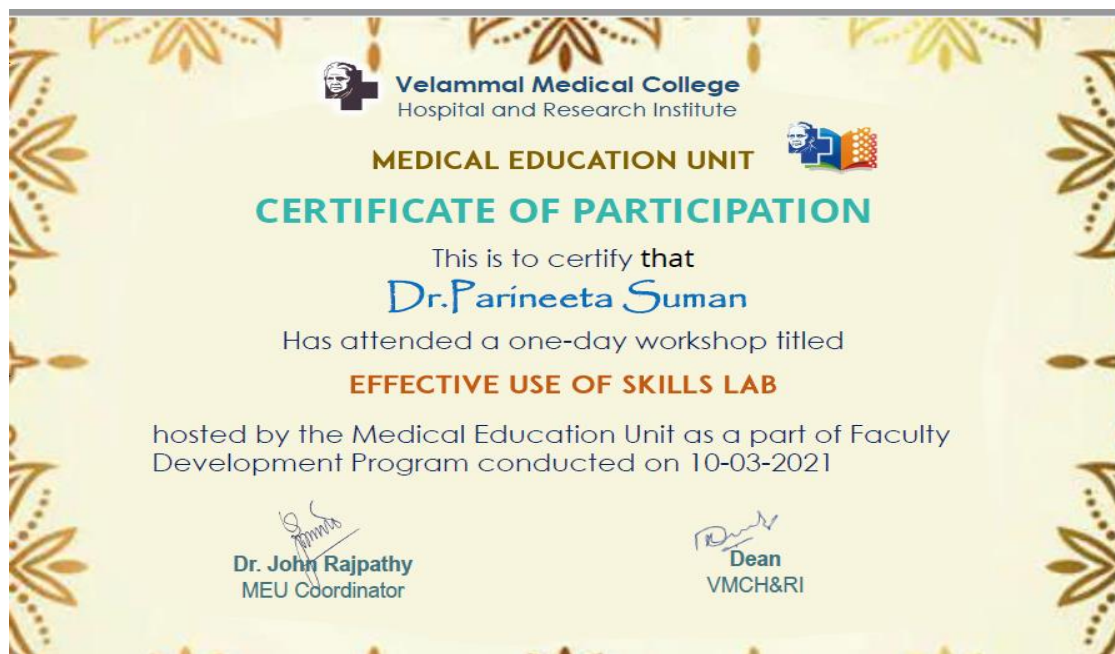 Velammal Medical College
Hospital and Research Institute
MEDICAL EDUCATION UNIT
CERTIFICATE OF PARTICIPATION
This is to certify that
Dr.Parineeta Suman
Has attended a one-day workshop titled
EFFECTIVE USE OF SKILLS LAB
hosted by the Medical Education Unit as a part of Faculty
Development Program conducted on 10-03-2021
Dr. John Rajpathy
MEU Coordinator
Dean
VMCH&RI